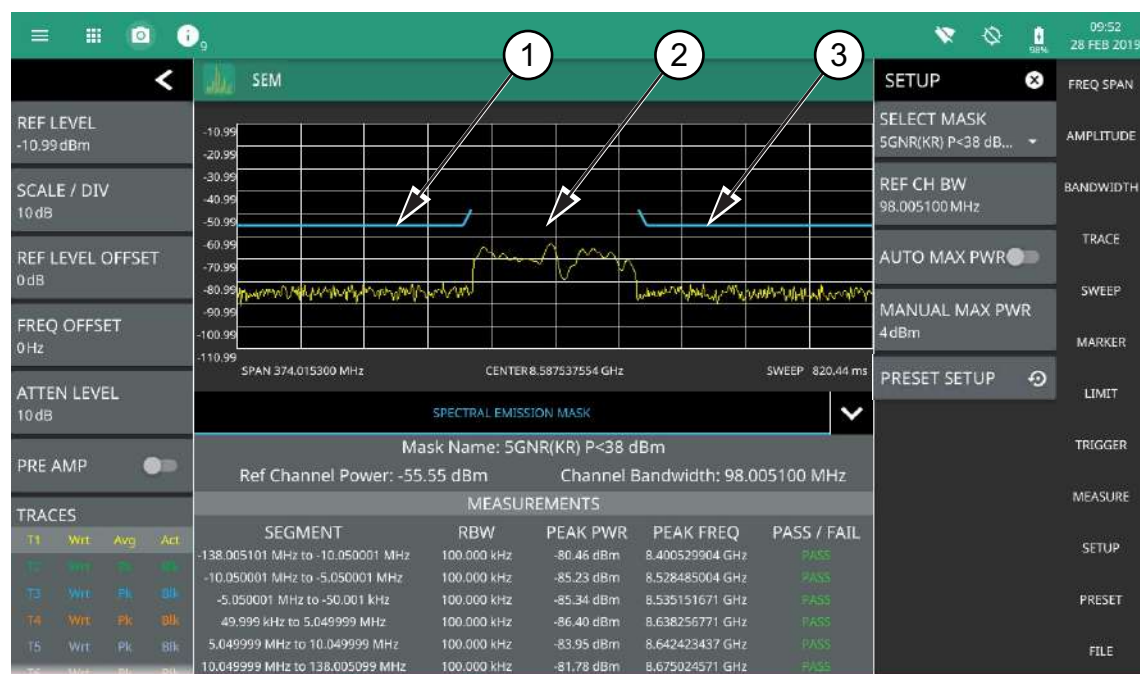 9
98%
09:52
28 FEB 2019
1
2
3
SEM
SETUP
REF LEVEL
-10.99 dBm
SCALE / DIV
10 dB
REF LEVEL OFFSET
0 dB
FREQ OFFSET
0 Hz
ATTEN LEVEL
10 dB
PRE AMP
TRACES
T1 Wrt Avg Act
T3 Wrt Pk Blk
T4 Wrt Pk Blk
T5 Wrt Pk Blk
-10.99
-20.99
-30.99
-40.99
-50.99
-60.99
-70.99
-80.99
-90.99
-100.99
-110.99
SPAN 374.015300 MHz CENTER 8.587537554 GHz SWEEP 820.44 ms
SPECTRAL EMISSION MASK
Mask Name: 5GNR(KR) P<38 dBm
Ref Channel Power: -55.55 dBm Channel Bandwidth: 98.005100 MHz
MEASUREMENTS
SEGMENT RBW PEAK PWR PEAK FREQ PASS / FAIL
-138.005101 MHz to -10.050001 MHz 100.000 kHz -80.46 dBm 8.400529904 GHz PASS
-10.050001 MHz to -5.050001 MHz 100.000 kHz -85.23 dBm 8.528485004 GHz PASS
-5.050001 MHz to -50.001 kHz 100.000 kHz -85.34 dBm 8.535151671 GHz PASS
49.999 kHz to 5.049999 MHz 100.000 kHz -86.40 dBm 8.638256771 GHz PASS
5.049999 MHz to 10.049999 MHz 100.000 kHz -83.95 dBm 8.642423437 GHz PASS
10.049999 MHz to 138.005099 MHz 100.000 kHz -81.78 dBm 8.675024571 GHz PASS
SELECT MASK
5GNR(KR) P<38 dB...
REF CH BW
98.005100 MHz
AUTO MAX PWR
MANUAL MAX PWR
4 dBm
PRESET SETUP
FREQ SPAN
AMPLITUDE
BANDWIDTH
TRACE
SWEEP
MARKER
LIMIT
TRIGGER
MEASURE
SETUP
PRESET
FILE